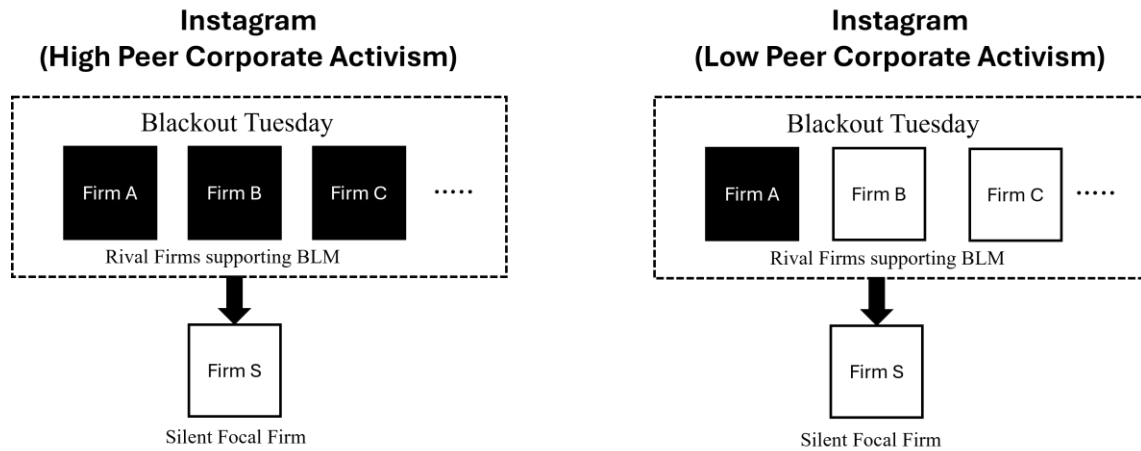 Instagram
(High Peer Corporate Activism)
Blackout Tuesday
Firm A
Firm B
Firm C
.....
Rival Firms supporting BLM
Firm S
Silent Focal Firm
Instagram
(Low Peer Corporate Activism)
Blackout Tuesday
Firm A
Firm B
Firm C
.....
Rival Firms supporting BLM
Firm S
Silent Focal Firm